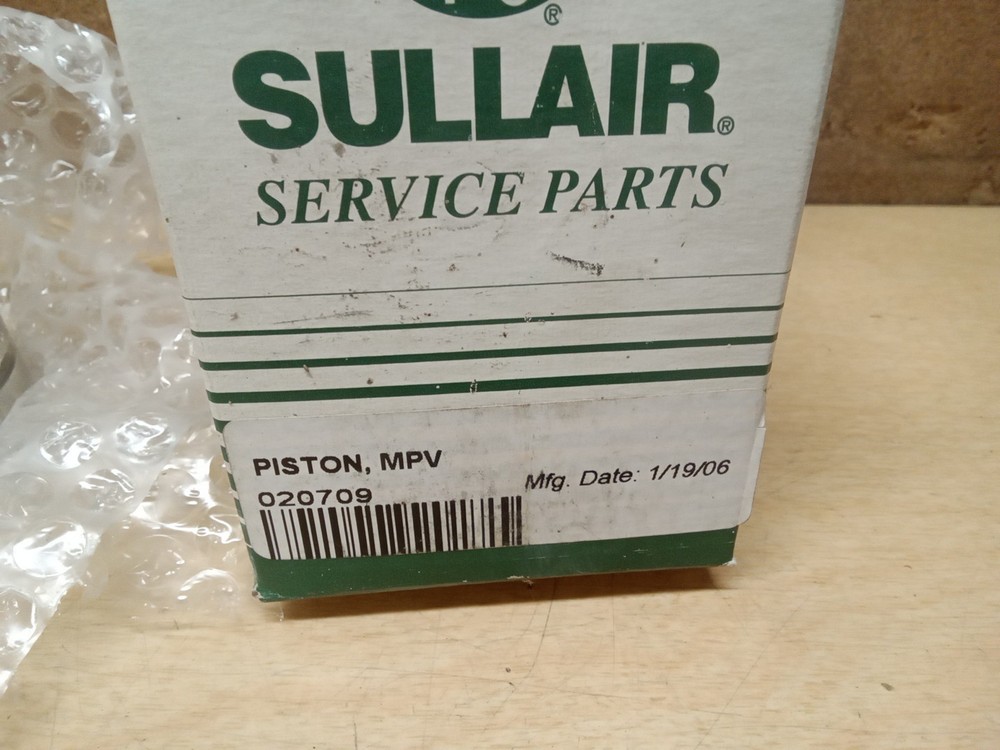 ®
SULLAIR®
SERVICE PARTS
PISTON, MPV
Mfg. Date: 1/19/06
020709